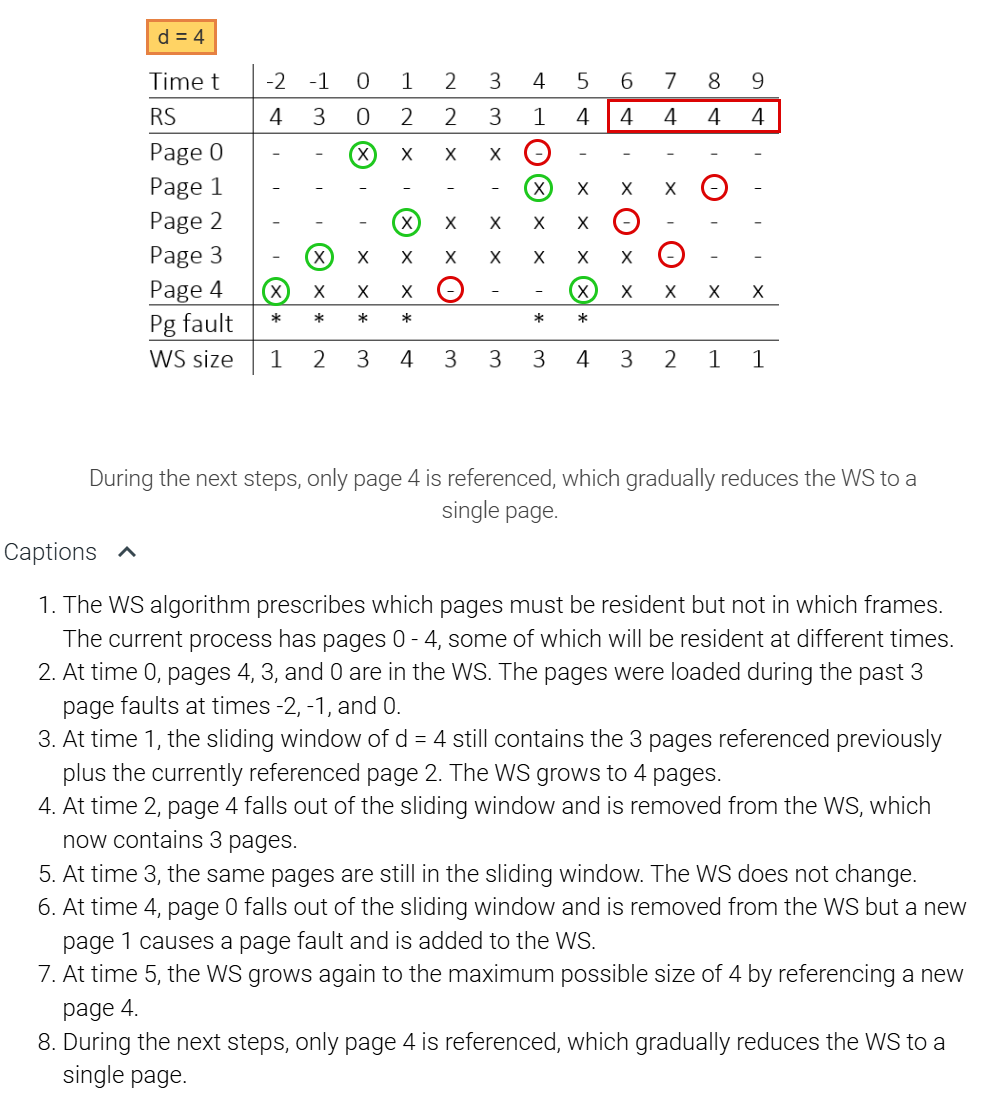 d = 4
Time t -2 -1 0 1 2 3 4 5 6 7 8 9
RS 4 3 0 2 2 3 1 4 4 4 4 4
Page 0 - - x x x x - - - - - -
Page 1 - - - - - - x x x x - -
Page 2 - - - x x x x x - - - -
Page 3 - x x x x x x x x - - -
Page 4 x x x x - - - x x x x x
Pg fault * * * * * *
WS size 1 2 3 4 3 3 3 4 3 2 1 1
During the next steps, only page 4 is referenced, which gradually reduces the WS to a
single page.
Captions
1. The WS algorithm prescribes which pages must be resident but not in which frames.
The current process has pages 0 - 4, some of which will be resident at different times.
2. At time 0, pages 4, 3, and 0 are in the WS. The pages were loaded during the past 3
page faults at times -2, -1, and 0.
3. At time 1, the sliding window of d = 4 still contains the 3 pages referenced previously
plus the currently referenced page 2. The WS grows to 4 pages.
4. At time 2, page 4 falls out of the sliding window and is removed from the WS, which
now contains 3 pages.
5. At time 3, the same pages are still in the sliding window. The WS does not change.
6. At time 4, page 0 falls out of the sliding window and is removed from the WS but a new
page 1 causes a page fault and is added to the WS.
7. At time 5, the WS grows again to the maximum possible size of 4 by referencing a new
page 4.
8. During the next steps, only page 4 is referenced, which gradually reduces the WS to a
single page.